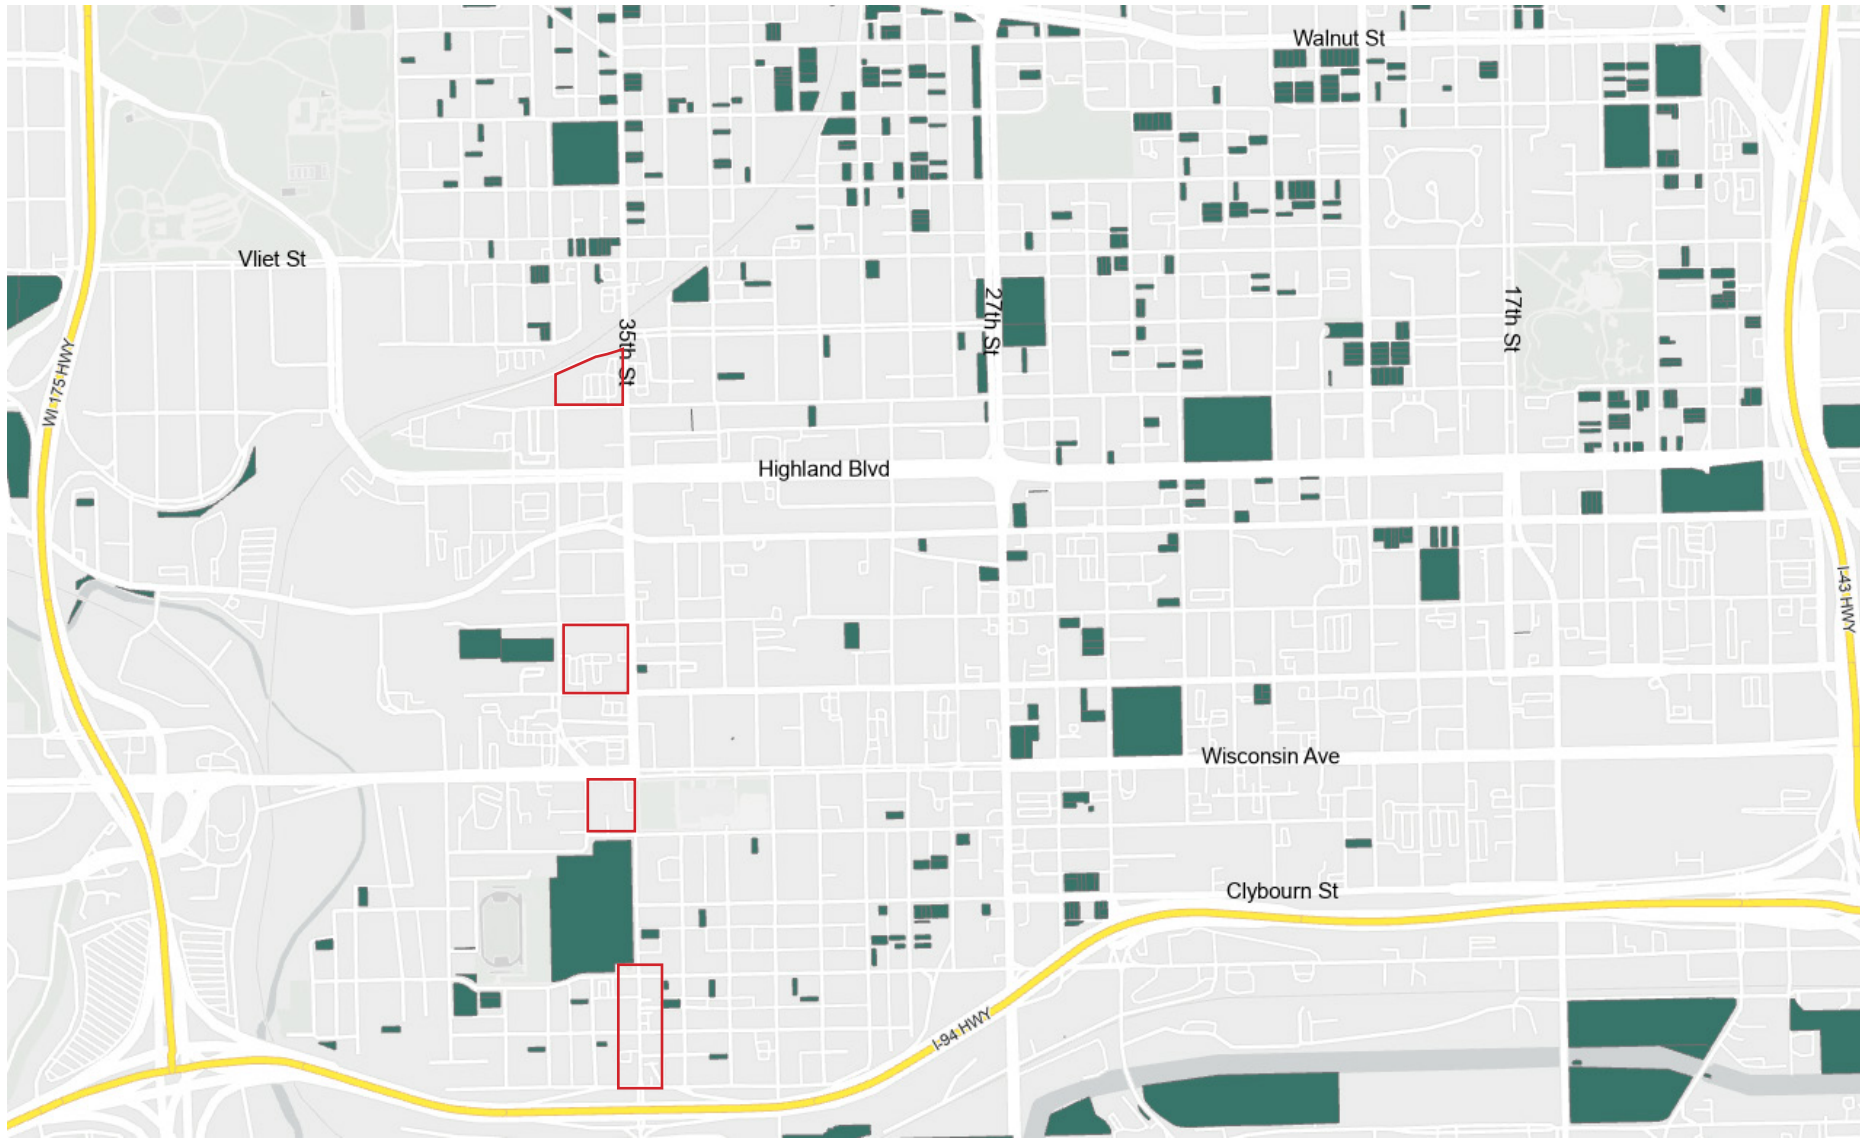 Walnut St
Vliet St
35th St
27th St
17th St
WI 175 HWY
Highland Blvd
I-43 HWY
Wisconsin Ave
Clybourn St
I-94 HWY